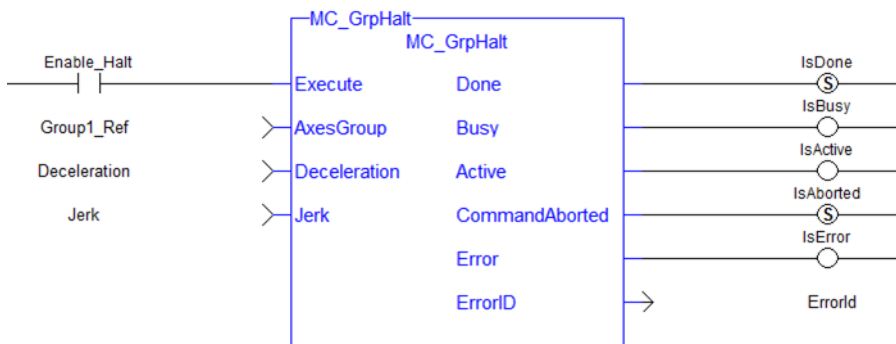 MC_GrpHalt
MC_GrpHalt
Enable_Halt
IsDone
Execute Done S
IsBusy
Group1_Ref AxesGroup Busy
IsActive
Deceleration Deceleration Active
IsAborted
Jerk Jerk CommandAborted S
IsError
Error
ErrorID ErrorId